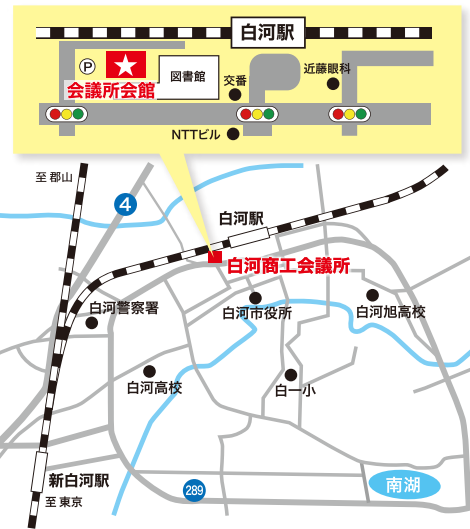 白河駅
P
図書館
会議所会館
交番
近藤眼科
NTTビル
至 郡山
4
白河駅
白河商工会議所
白河警察署
白河市役所
白河旭高校
白河高校
白一小
新白河駅
至 東京
289
南湖